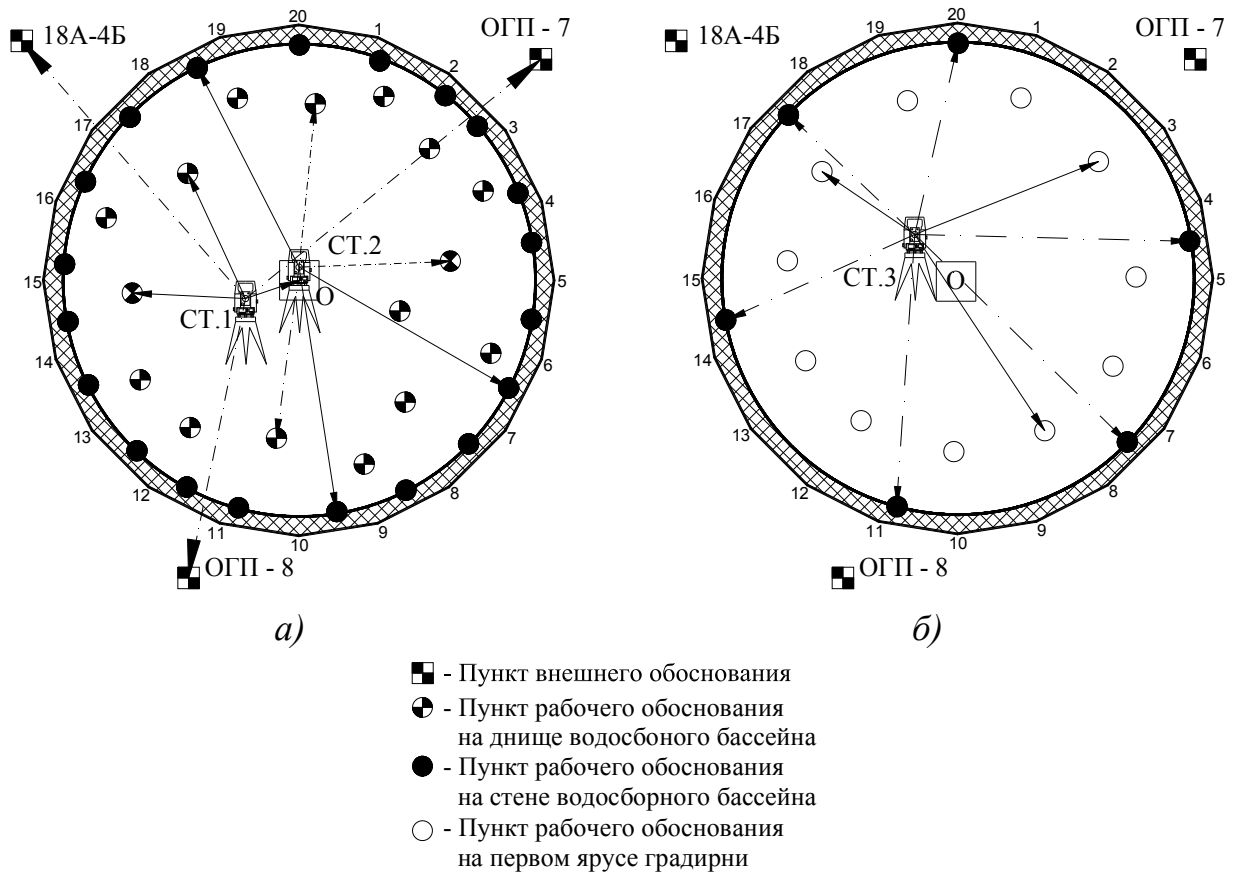 20
19
1
18А-4Б
ОГП - 7
18
2
17
3
16
4
СТ.2
15
5
О
СТ.1
14
6
13
7
12
8
11
9
10
ОГП - 8
а)
20
19
1
18А-4Б
ОГП - 7
18
2
17
3
16
4
15
СТ.3
О
5
14
6
13
7
12
8
11
9
10
ОГП - 8
б)
- Пункт внешнего обоснования
- Пункт рабочего обоснования
на днище водосбоного бассейна
- Пункт рабочего обоснования
на стене водосборного бассейна
- Пункт рабочего обоснования
на первом ярусе градирни